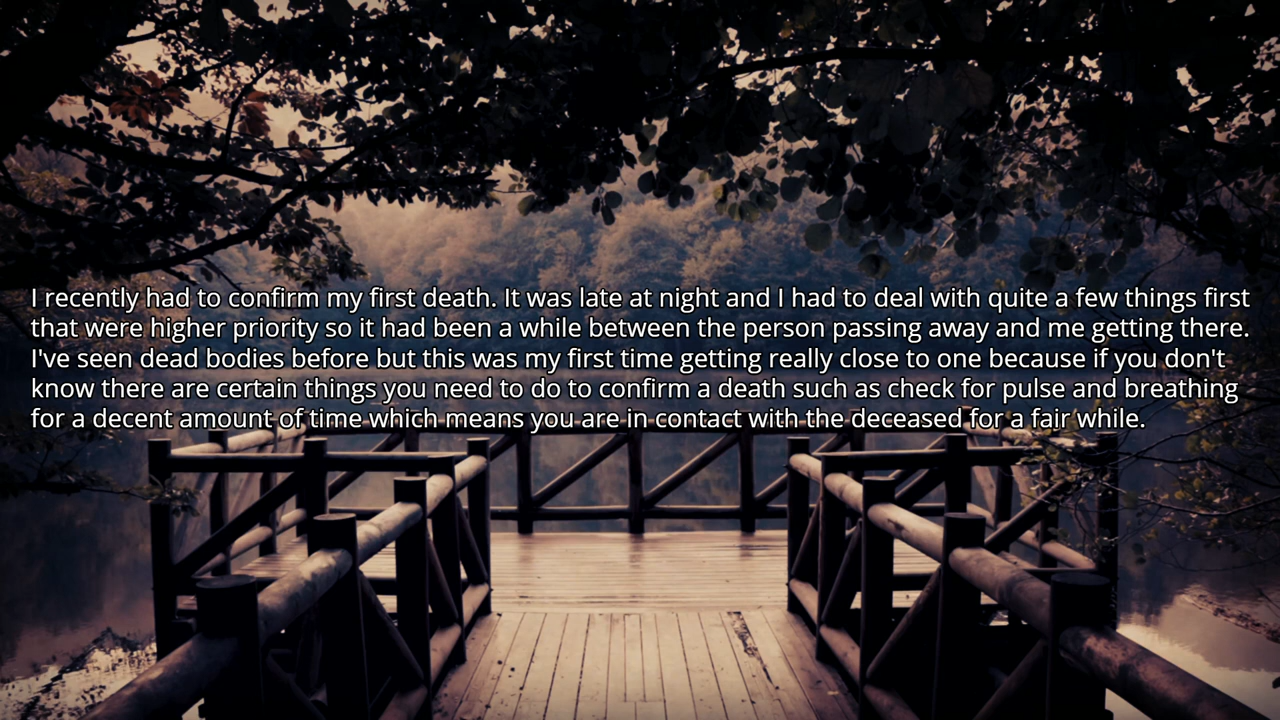 I recently had to confirm my first death. It was late at night and I had to deal with quite a few things first
that were higher priority so it had been a while between the person passing away and me getting there.
I've seen dead bodies before but this was my first time getting really close to one because if you don't
know there are certain things you need to do to confirm a death such as check for pulse and breathing
for a decent amount of time which means you are in contact with the deceased for a fair while.